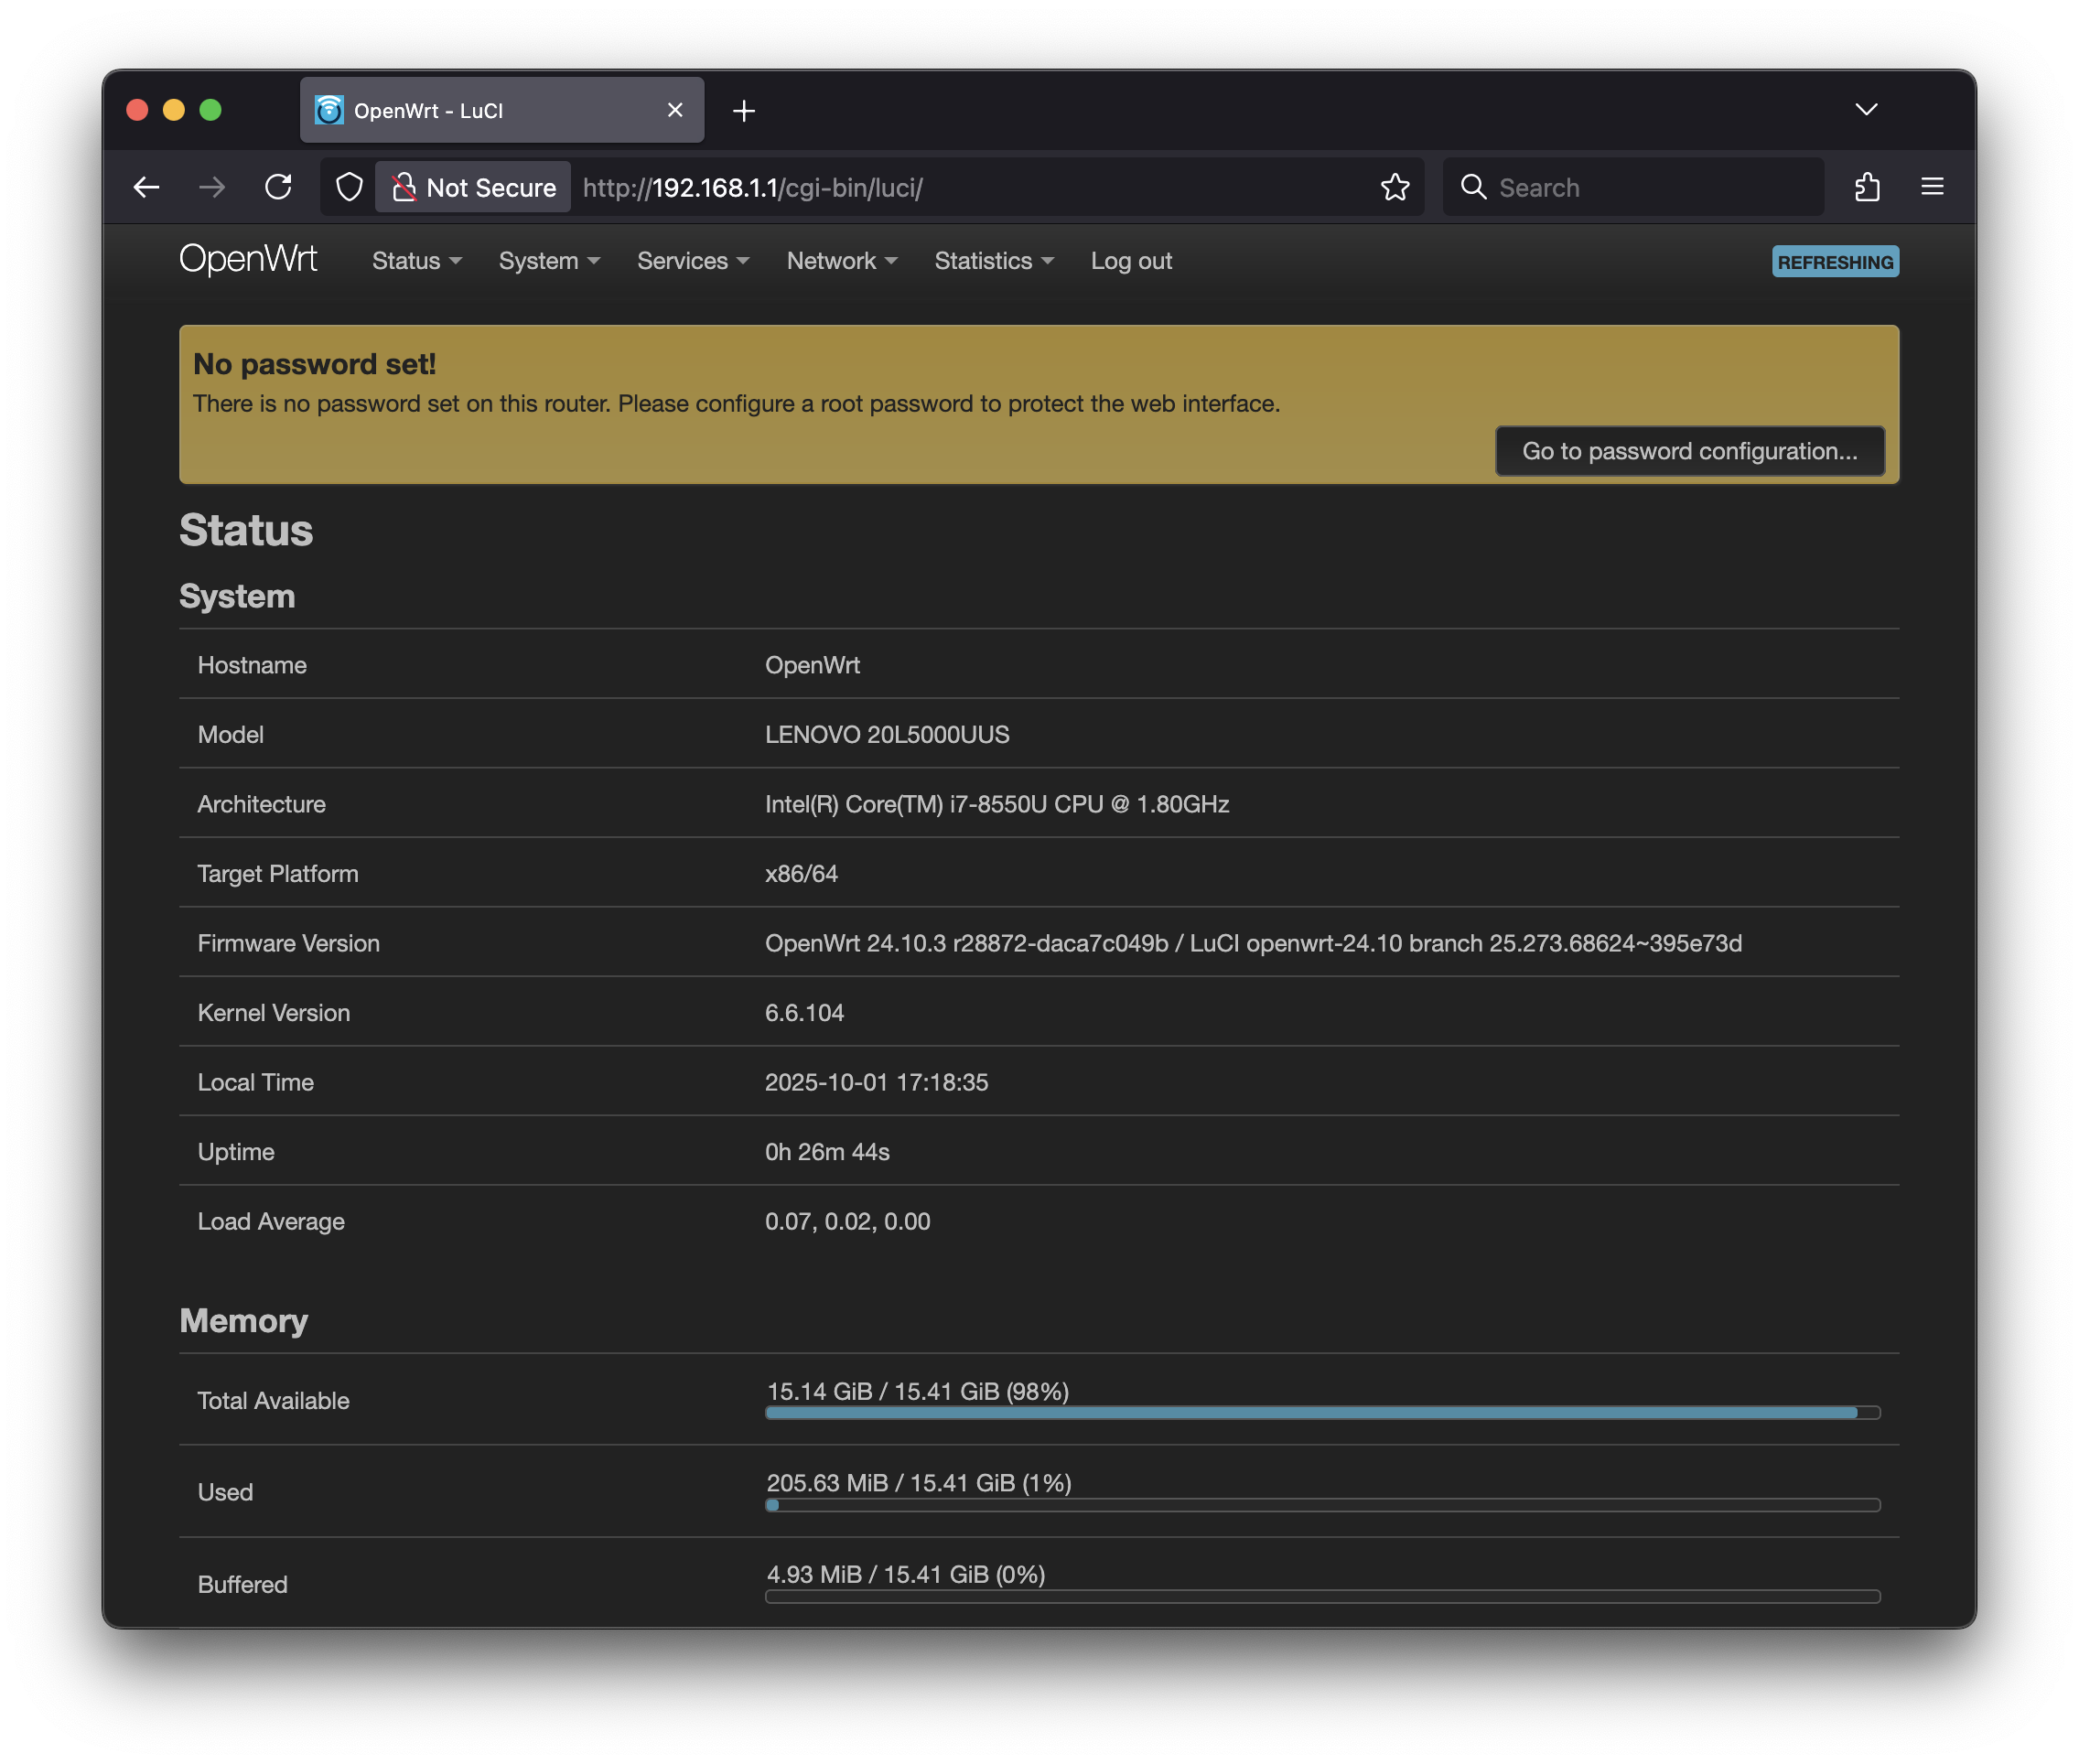 OpenWrt - LuCI
Not Secure http://192.168.1.1/cgi-bin/luci/ Search
OpenWrt Status System Services Network Statistics Log out REFRESHING
No password set!
There is no password set on this router. Please configure a root password to protect the web interface.
Go to password configuration...
Status
System
Hostname OpenWrt
Model LENOVO 20L5000UUS
Architecture Intel(R) Core(TM) i7-8550U CPU @ 1.80GHz
Target Platform x86/64
Firmware Version OpenWrt 24.10.3 r28872-daca7c049b / LuCI openwrt-24.10 branch 25.273.68624~395e73d
Kernel Version 6.6.104
Local Time 2025-10-01 17:18:35
Uptime 0h 26m 44s
Load Average 0.07, 0.02, 0.00
Memory
Total Available 15.14 GiB / 15.41 GiB (98%)
Used 205.63 MiB / 15.41 GiB (1%)
Buffered 4.93 MiB / 15.41 GiB (0%)